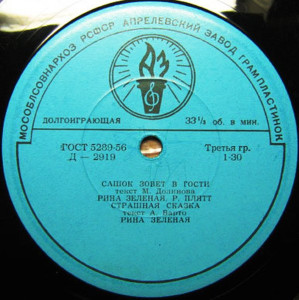 МОСОБЛСОВНАРХОЗ РСФСР АПРЕЛЕВСКИЙ ЗАВОД ГРАМПЛАСТИНОК
АЗ
ДОЛГОИГРАЮЩАЯ 33⅓ об. в мин.
ГОСТ 5289-56 Третья гр.
Д — 2919 1-30
САШОК ЗОВЕТ В ГОСТИ
текст М. Долинова
РИНА ЗЕЛЕНАЯ, Р. ПЛЯТТ
СТРАШНАЯ СКАЗКА
текст А. Барто
РИНА ЗЕЛЕНАЯ